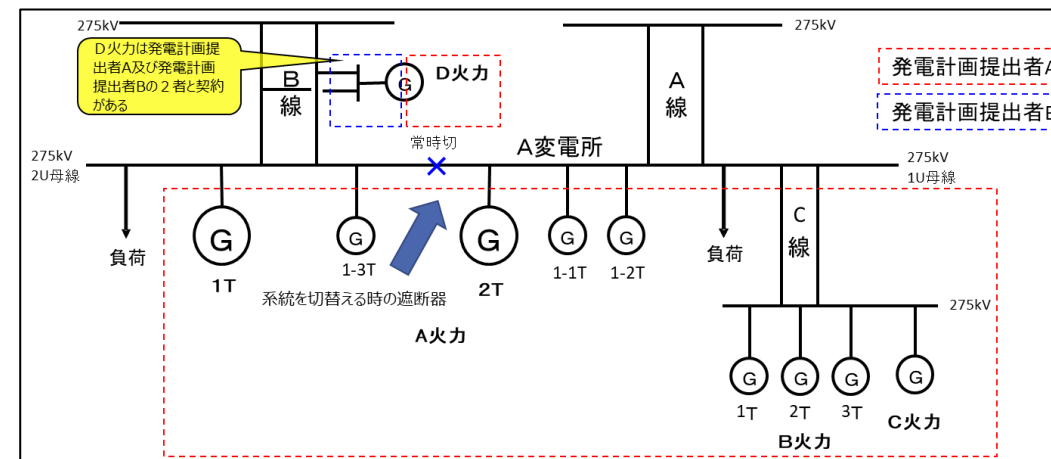 275kV
D火力は発電計画提
出者A及び発電計画
提出者Bの2者と契約
がある
B
線
G
D火力
A
線
発電計画提出者A
発電計画提出者B
常時切
A変電所
275kV
2U母線
275kV
1U母線
負荷
G
1T
G
1-3T
系統を切替える時の遮断器
G
2T
G
1-1T
G
1-2T
負荷
C
線
A火力
275kV
G
1T
G
2T
G
3T
G
B火力
C火力
275kV